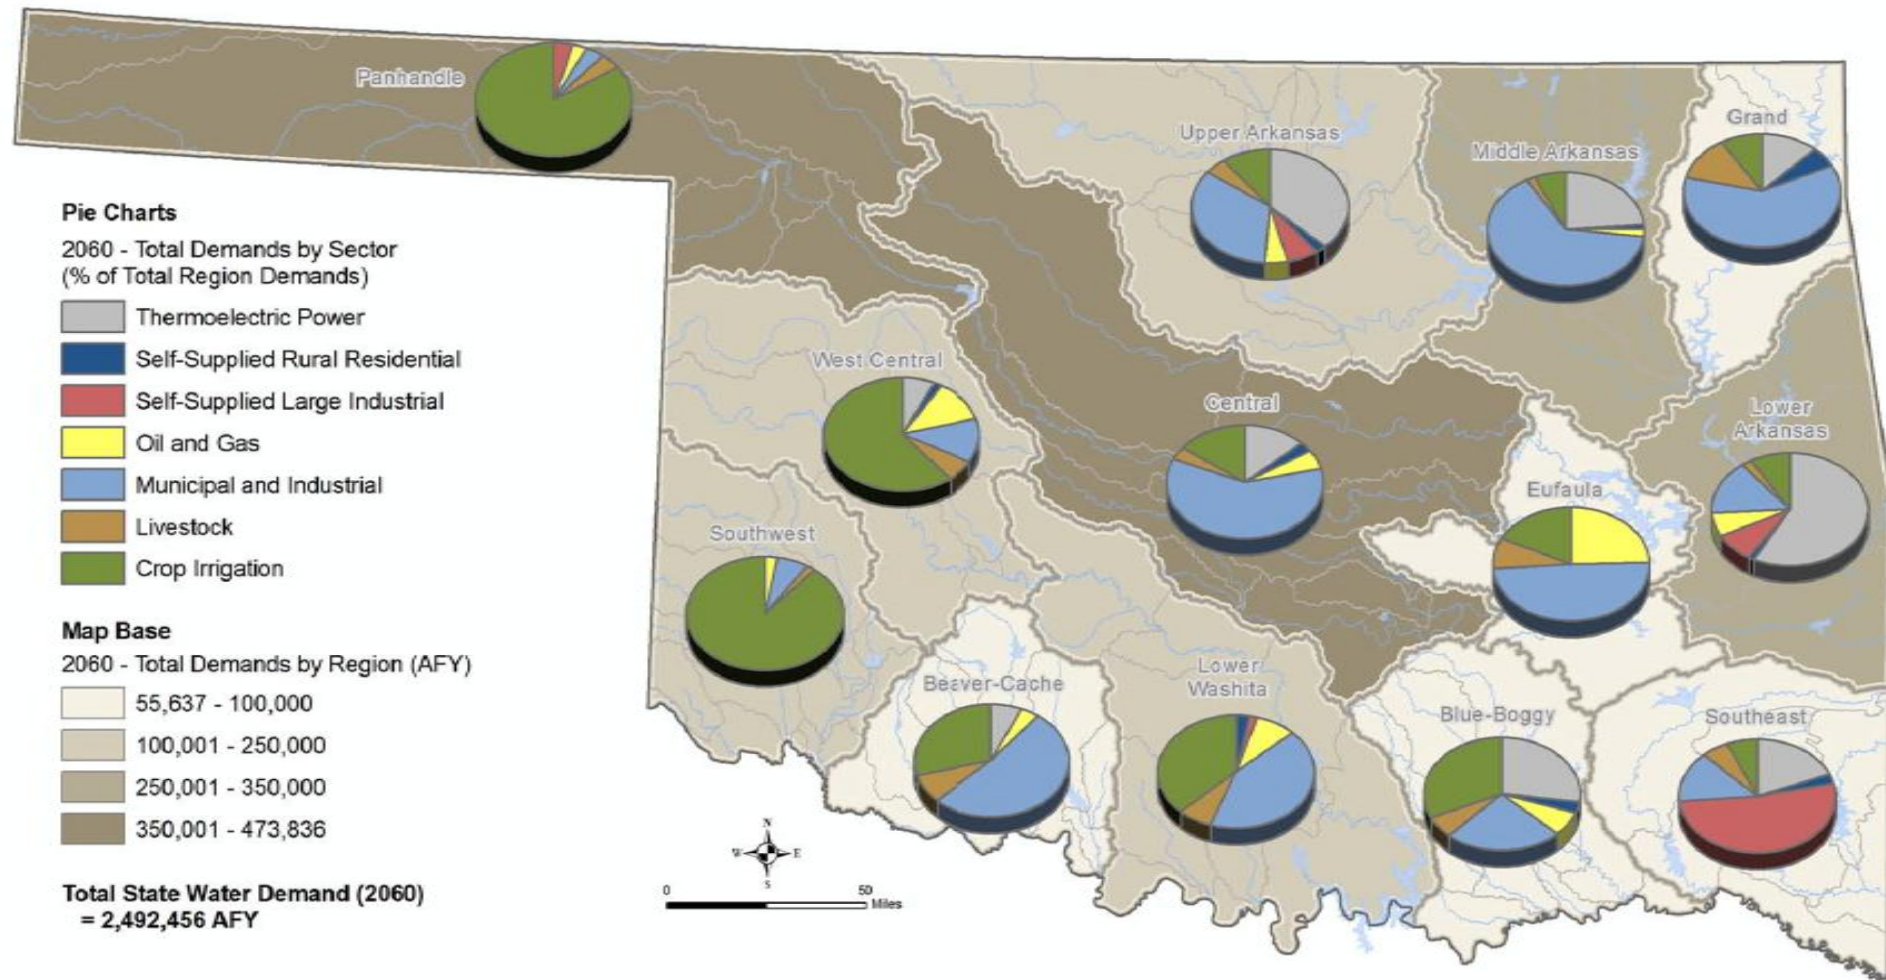 Panhandle
Upper Arkansas
Middle Arkansas
Grand
Pie Charts
2060 - Total Demands by Sector
(% of Total Region Demands)
Thermoelectric Power
Self-Supplied Rural Residential
Self-Supplied Large Industrial
Oil and Gas
Municipal and Industrial
Livestock
Crop Irrigation
West Central
Central
Lower
Arkansas
Eufaula
Southwest
Map Base
2060 - Total Demands by Region (AFY)
55,637 - 100,000
100,001 - 250,000
250,001 - 350,000
350,001 - 473,836
Beaver-Cache
Lower
Washita
Blue-Boggy
Southeast
N
W
E
S
0
50
Miles
Total State Water Demand (2060)
= 2,492,456 AFY